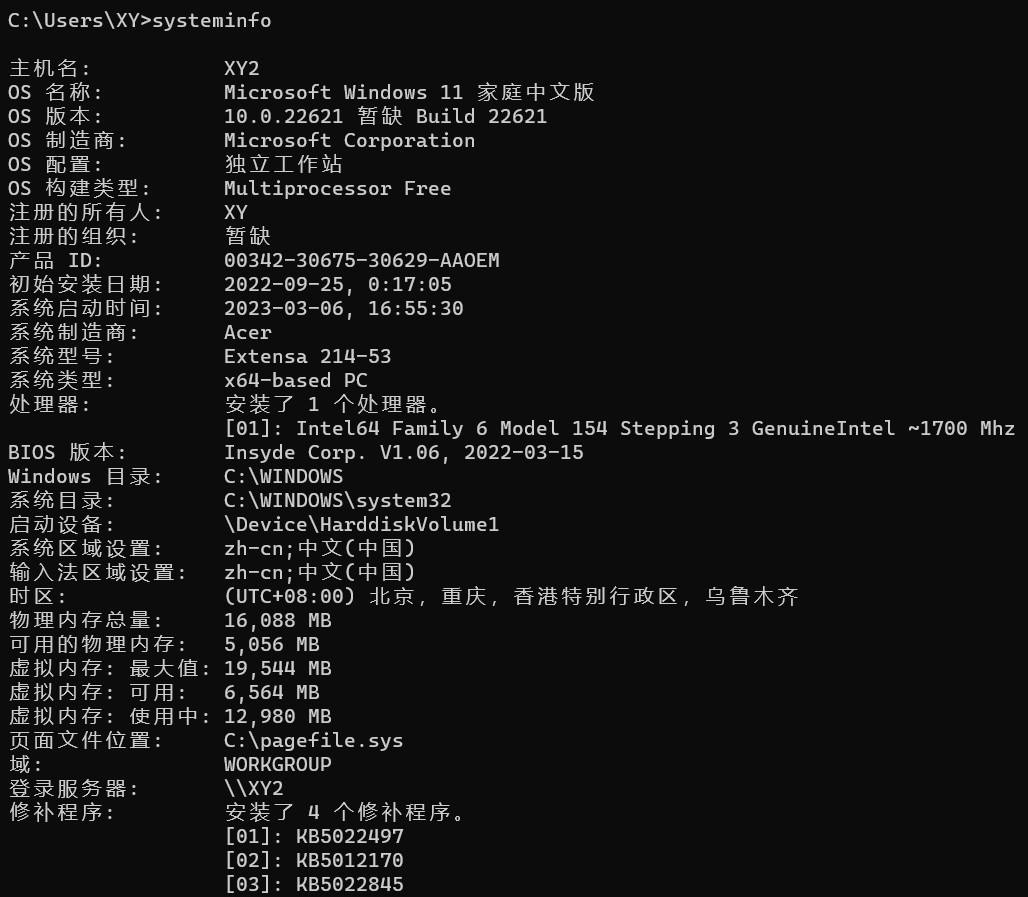 C:\Users\XY>systeminfo
主机名: XY2
OS 名称: Microsoft Windows 11 家庭中文版
OS 版本: 10.0.22621 暂缺 Build 22621
OS 制造商: Microsoft Corporation
OS 配置: 独立工作站
OS 构建类型: Multiprocessor Free
注册的所有人: XY
注册的组织: 暂缺
产品 ID: 00342-30675-30629-AAOEM
初始安装日期: 2022-09-25, 0:17:05
系统启动时间: 2023-03-06, 16:55:30
系统制造商: Acer
系统型号: Extensa 214-53
系统类型: x64-based PC
处理器: 安装了 1 个处理器。
[01]: Intel64 Family 6 Model 154 Stepping 3 GenuineIntel ~1700 Mhz
BIOS 版本: Insyde Corp. V1.06, 2022-03-15
Windows 目录: C:\WINDOWS
系统目录: C:\WINDOWS\system32
启动设备: \Device\HarddiskVolume1
系统区域设置: zh-cn;中文(中国)
输入法区域设置: zh-cn;中文(中国)
时区: (UTC+08:00) 北京，重庆，香港特别行政区，乌鲁木齐
物理内存总量: 16,088 MB
可用的物理内存: 5,056 MB
虚拟内存: 最大值: 19,544 MB
虚拟内存: 可用: 6,564 MB
虚拟内存: 使用中: 12,980 MB
页面文件位置: C:\pagefile.sys
域: WORKGROUP
登录服务器: \\XY2
修补程序: 安装了 4 个修补程序。
[01]: KB5022497
[02]: KB5012170
[03]: KB5022845